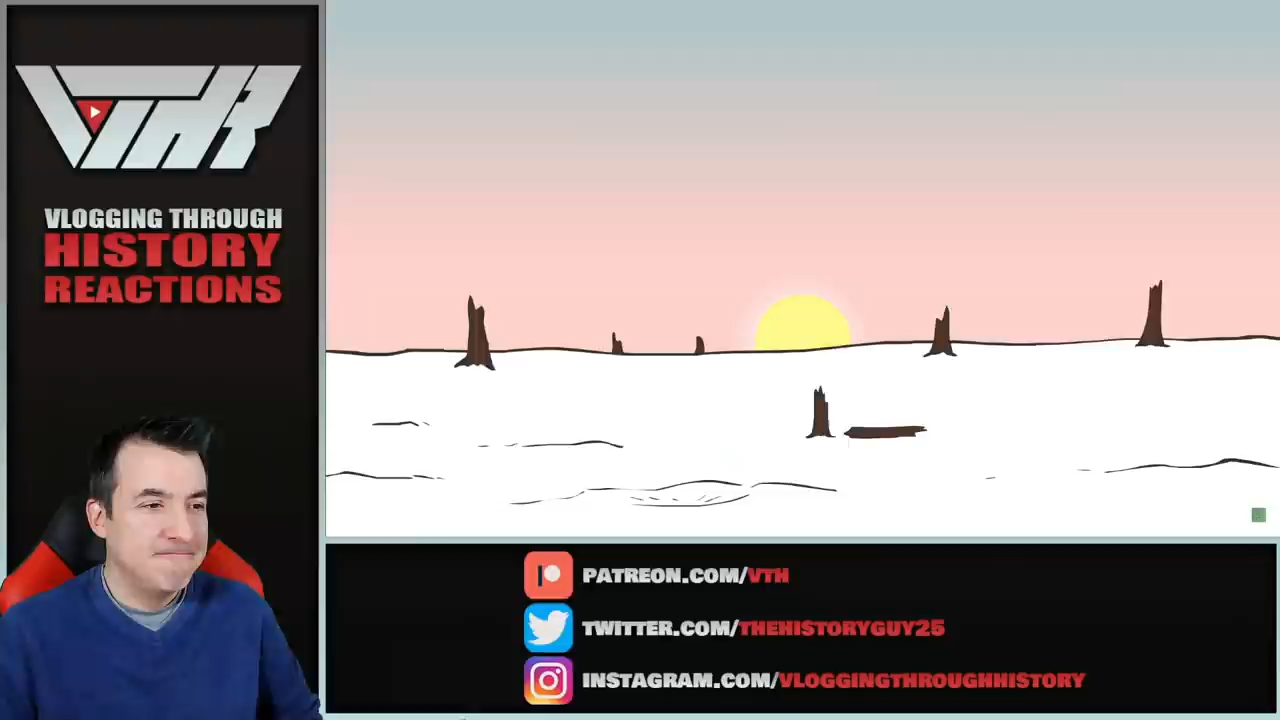 VTHR
VLOGGING THROUGH
HISTORY
REACTIONS
PATREON.COM/VTH
TWITTER.COM/THEHISTORYGUY25
INSTAGRAM.COM/VLOGGINGTHROUGHHISTORY